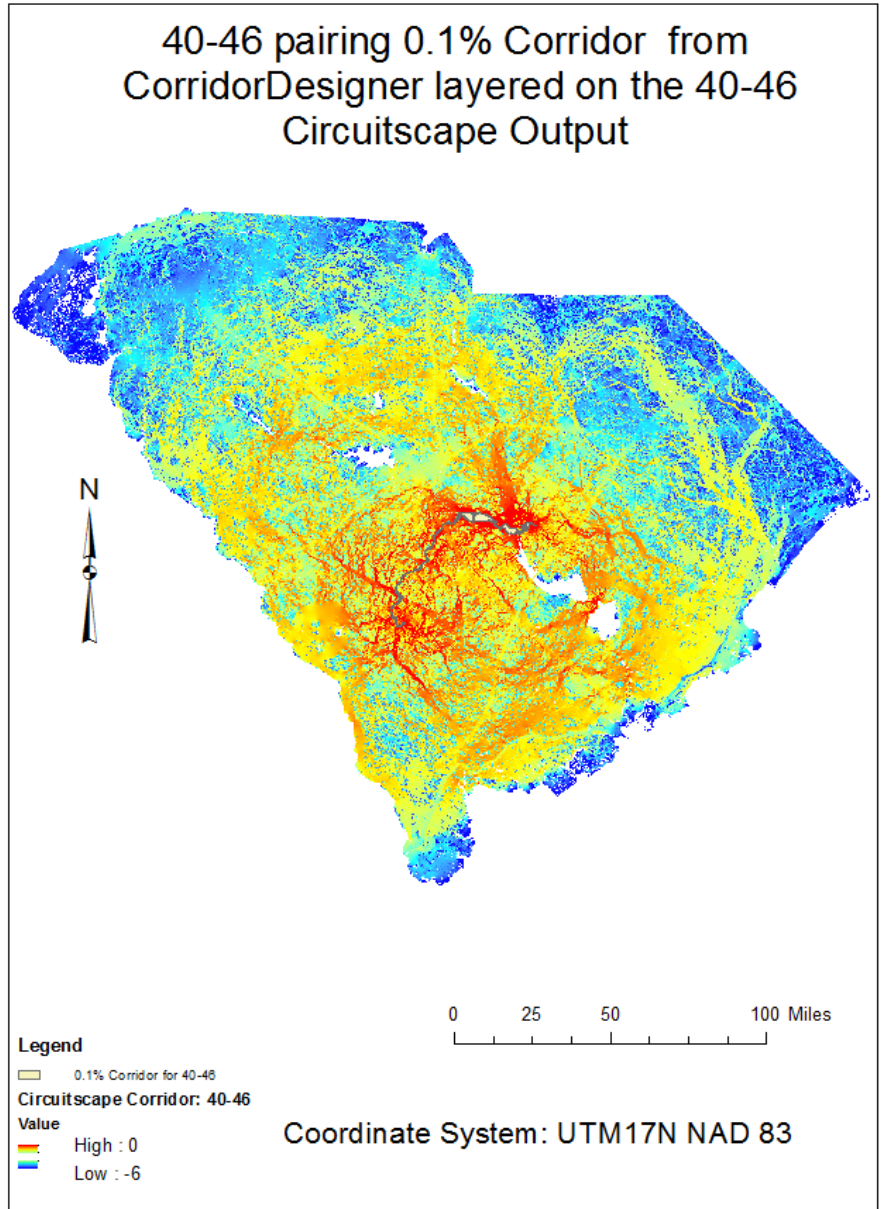 40-46 pairing 0.1% Corridor from
CorridorDesigner layered on the 40-46
Circuitscape Output
N
0 25 50 100 Miles
Legend
0.1% Corridor for 40-46
Circuitscape Corridor: 40-46
Value
High : 0
Low : -6
Coordinate System: UTM17N NAD 83